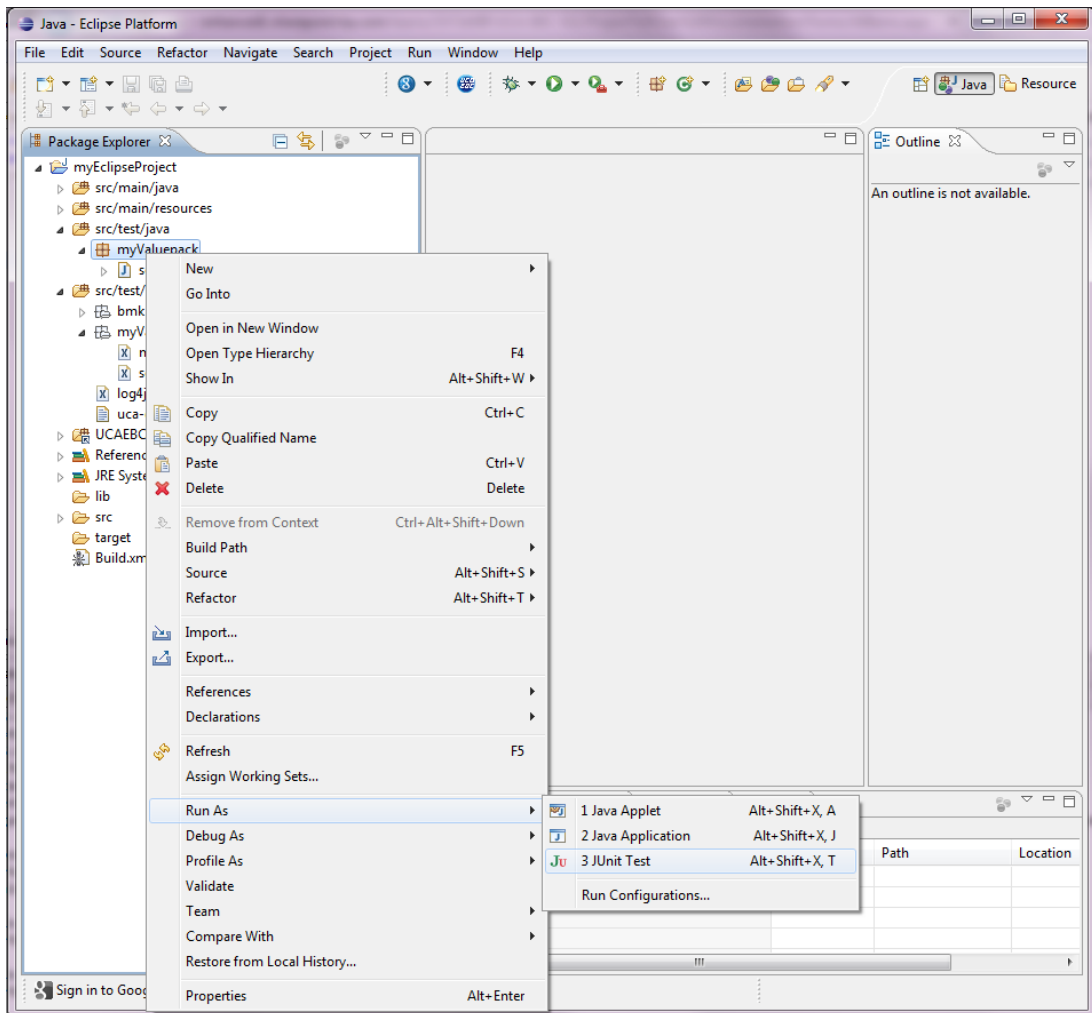 Java - Eclipse Platform
File Edit Source Refactor Navigate Search Project Run Window Help
Java Resource
Package Explorer
myEclipseProject
src/main/java
src/main/resources
src/test/java
myValuepack
s
src/test/
bmk
myV
s
log4j
uca-
UCAEBC
Referenc
JRE Syste
lib
src
target
Build.xm
New
Go Into
Open in New Window
Open Type Hierarchy F4
Show In Alt+Shift+W
Copy Ctrl+C
Copy Qualified Name
Paste Ctrl+V
Delete Delete
Remove from Context Ctrl+Alt+Shift+Down
Build Path
Source Alt+Shift+S
Refactor Alt+Shift+T
Import...
Export...
References
Declarations
Refresh F5
Assign Working Sets...
Run As
Debug As
Profile As
Validate
Team
Compare With
Restore from Local History...
Properties Alt+Enter
1 Java Applet Alt+Shift+X, A
2 Java Application Alt+Shift+X, J
3 JUnit Test Alt+Shift+X, T
Run Configurations...
Outline
An outline is not available.
Path Location
Sign in to Goog